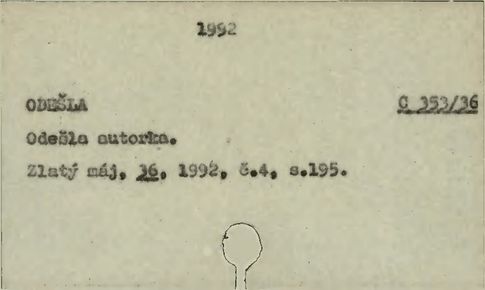 1992
ODEŠLA C 353/36
Odešla autorka.
Zlatý máj, 36, 1992, č.4, s.195.